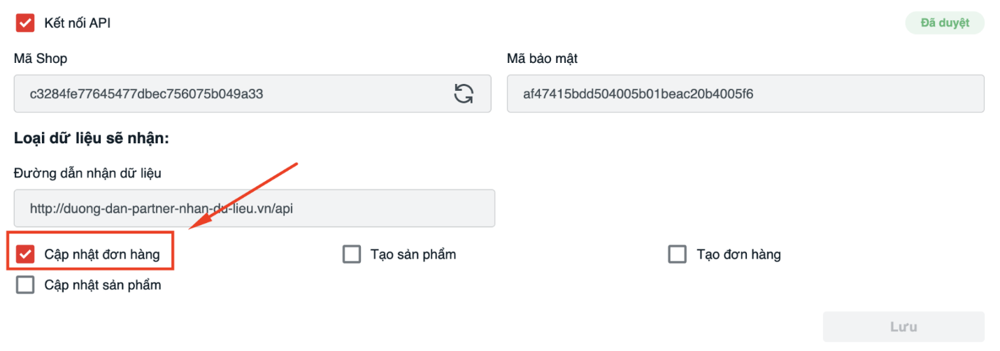 Kết nối API
Đã duyệt
Mã Shop
Mã bảo mật
c3284fe77645477dbec756075b049a33
af47415bdd504005b01beac20b4005f6
Loại dữ liệu sẽ nhận:
Đường dẫn nhận dữ liệu
http://duong-dan-partner-nhan-du-lieu.vn/api
Cập nhật đơn hàng
Tạo sản phẩm
Tạo đơn hàng
Cập nhật sản phẩm
Lưu